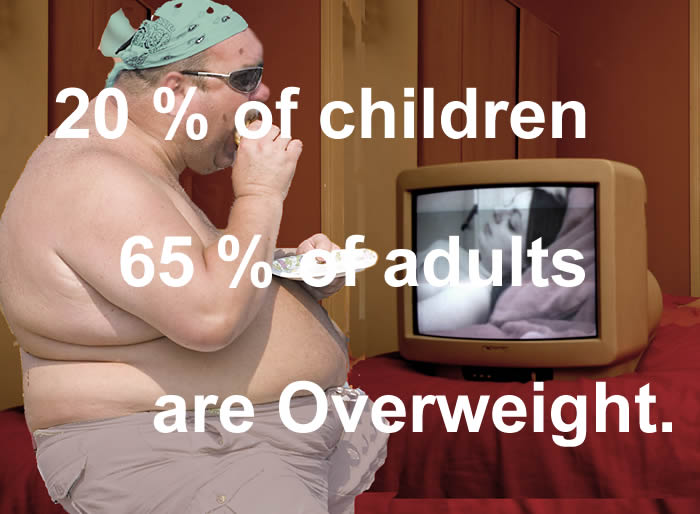 20 % of children
65 % of adults
are Overweight.